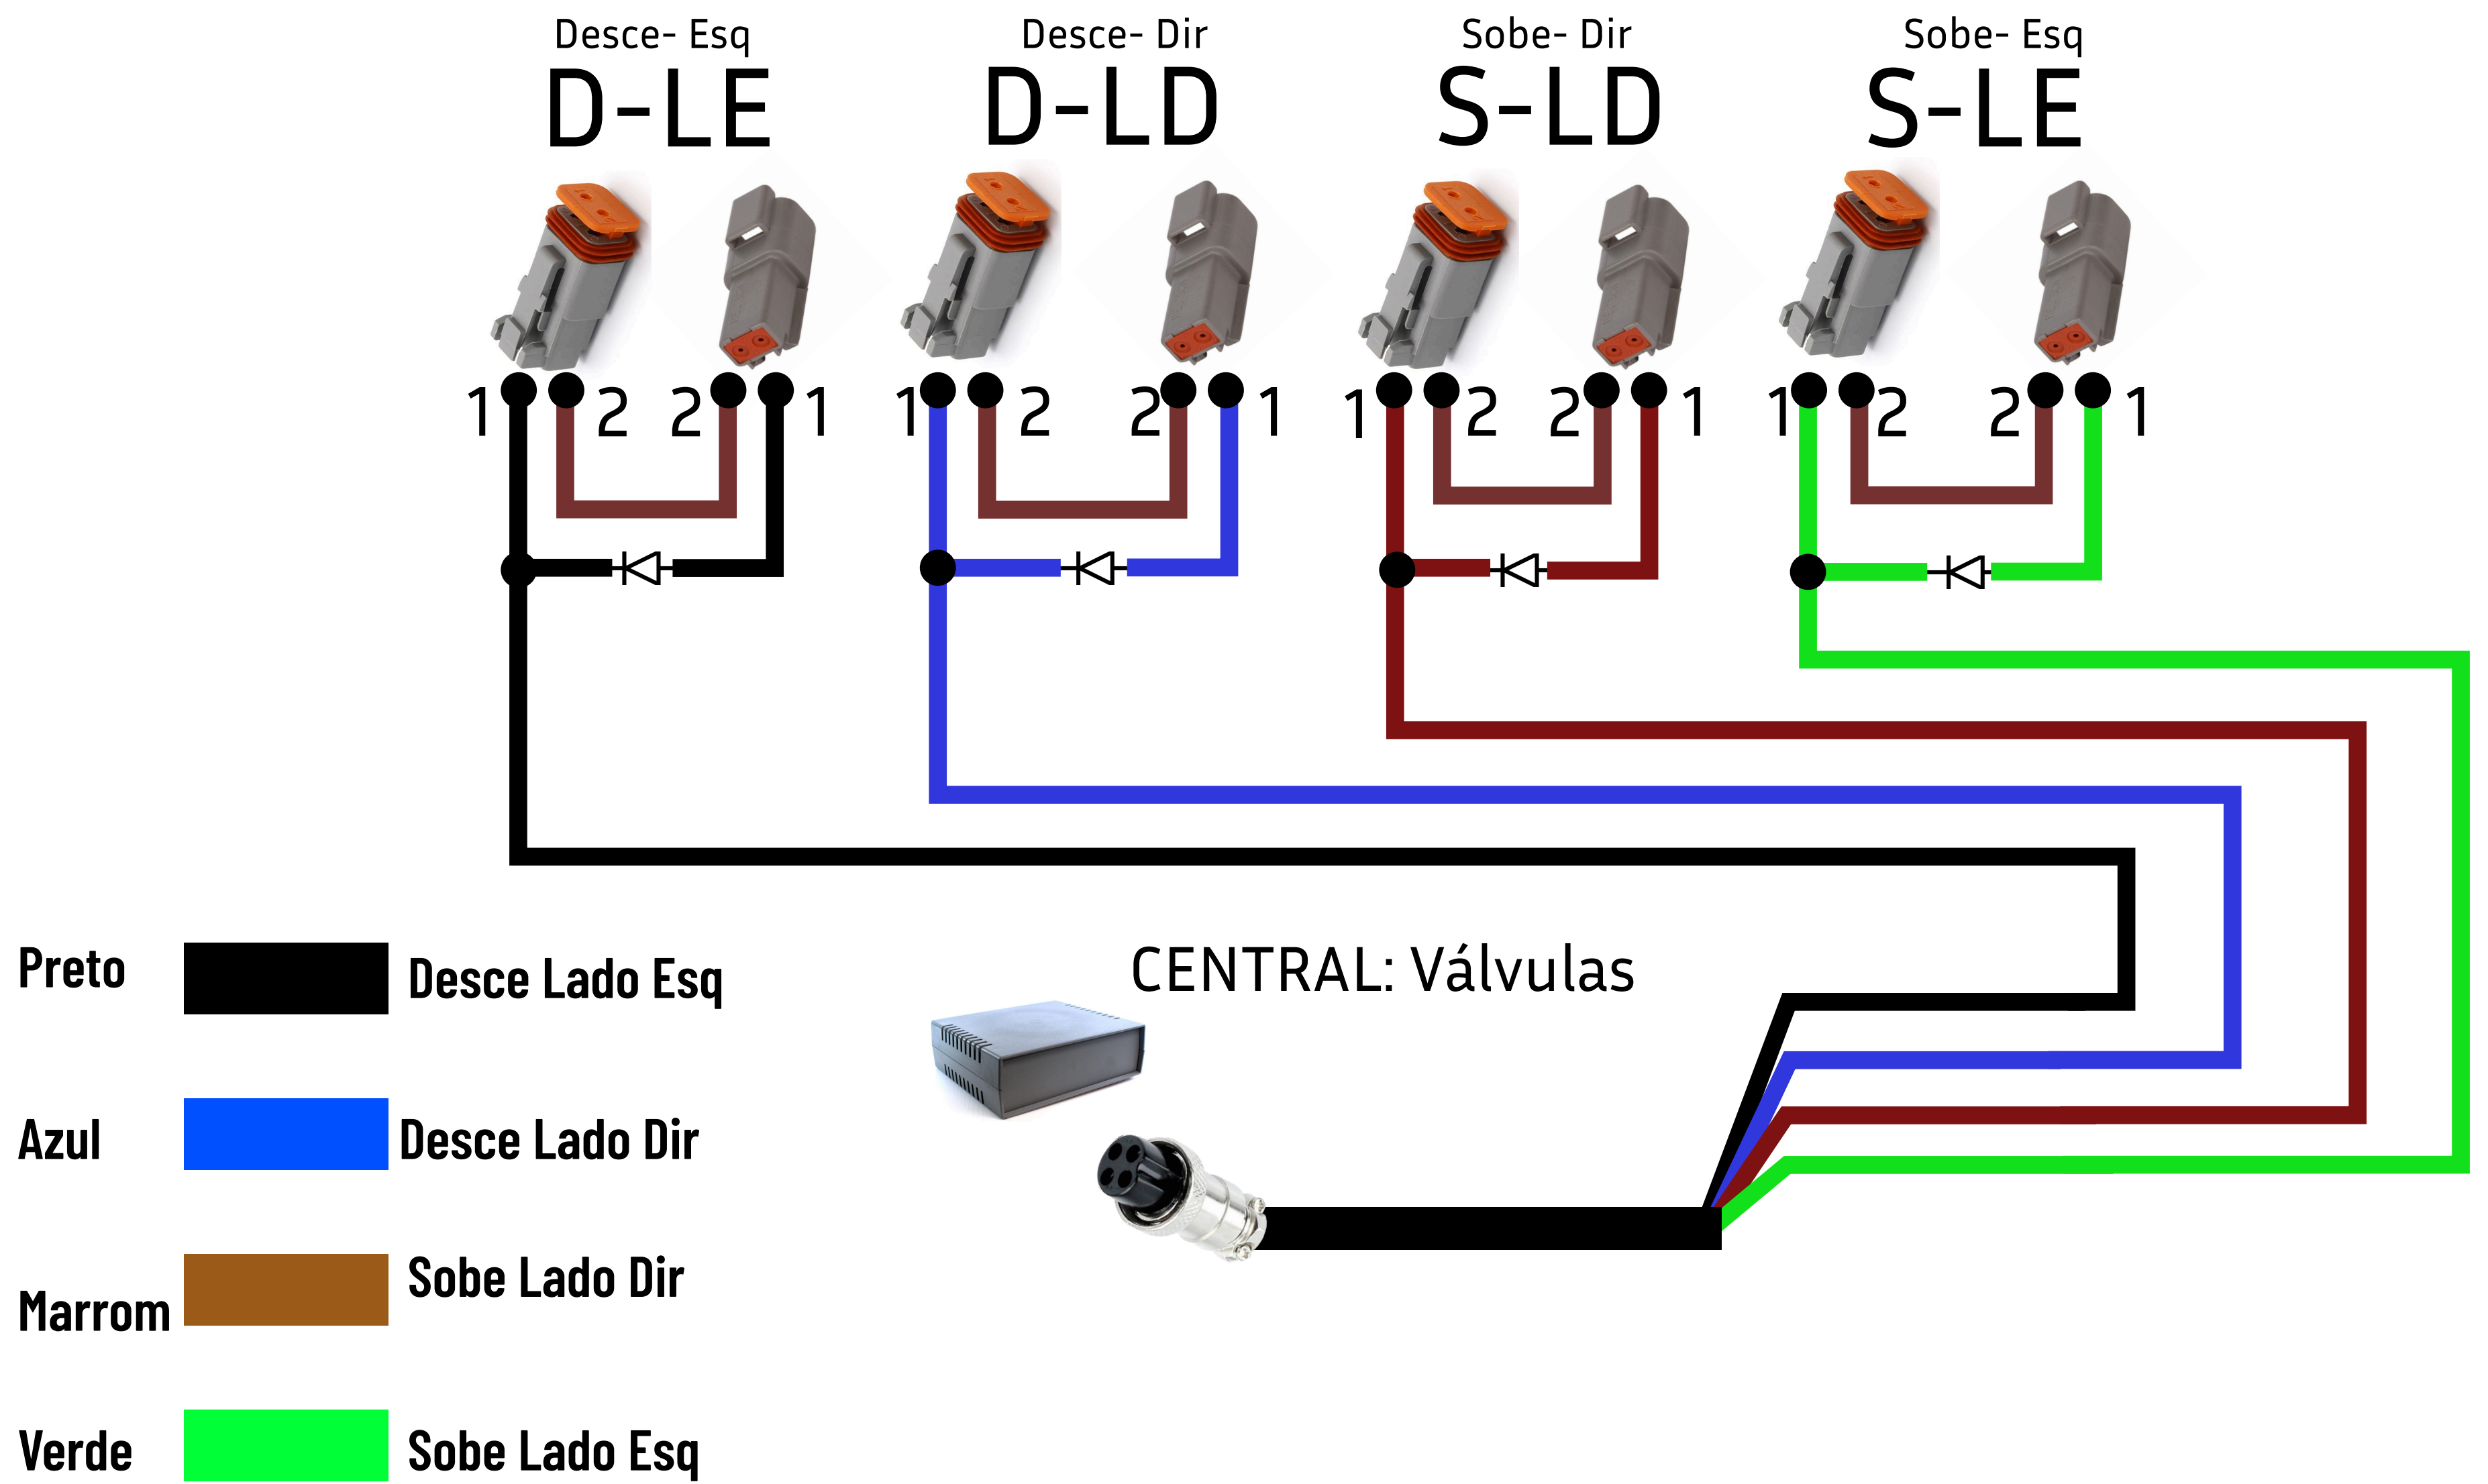 Desce- Esq
Desce- Dir
Sobe- Dir
Sobe- Esq
D-LE
D-LD
S-LD
S-LE
1 2 2 1
1 2 2 1
1 2 2 1
1 2 2 1
Preto
Desce Lado Esq
CENTRAL: Válvulas
Azul
Desce Lado Dir
Marrom
Sobe Lado Dir
Verde
Sobe Lado Esq